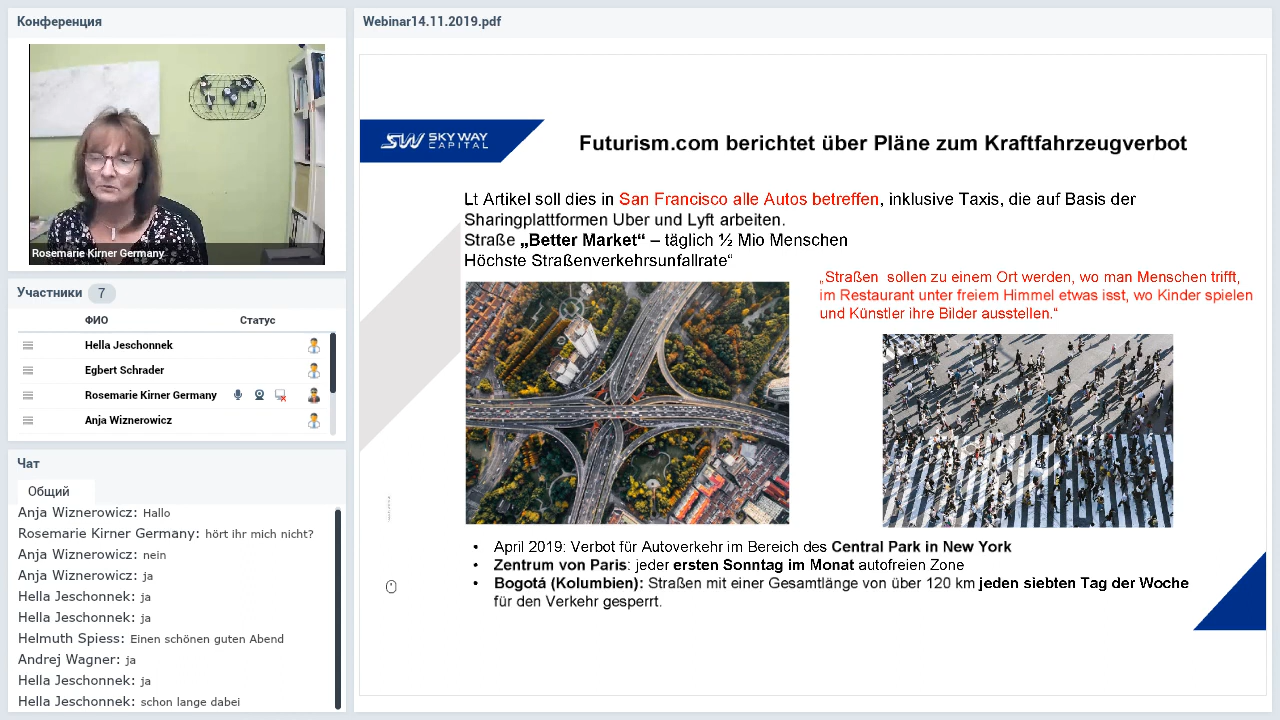 Конференция
Rosemarie Kirner Germany
Участники 7
ФИО Статус
Hella Jeschonnek
Egbert Schrader
Rosemarie Kirner Germany
Anja Wiznerowicz
Чат
Общий
Anja Wiznerowicz: Hallo
Rosemarie Kirner Germany: hört ihr mich nicht?
Anja Wiznerowicz: nein
Anja Wiznerowicz: ja
Hella Jeschonnek: ja
Hella Jeschonnek: ja
Helmuth Spiess: Einen schönen guten Abend
Andrej Wagner: ja
Hella Jeschonnek: ja
Hella Jeschonnek: schon lange dabei
Webinar14.11.2019.pdf
SW SKY WAY
CAPITAL
Futurism.com berichtet über Pläne zum Kraftfahrzeugverbot
Lt Artikel soll dies in San Francisco alle Autos betreffen, inklusive Taxis, die auf Basis der
Sharingplattformen Uber und Lyft arbeiten.
Straße „Better Market“ – täglich ½ Mio Menschen
Höchste Straßenverkehrsunfallrate“
„Straßen sollen zu einem Ort werden, wo man Menschen trifft,
im Restaurant unter freiem Himmel etwas isst, wo Kinder spielen
und Künstler ihre Bilder ausstellen.“
• April 2019: Verbot für Autoverkehr im Bereich des Central Park in New York
• Zentrum von Paris: jeder ersten Sonntag im Monat autofreien Zone
• Bogotá (Kolumbien): Straßen mit einer Gesamtlänge von über 120 km jeden siebten Tag der Woche
für den Verkehr gesperrt.